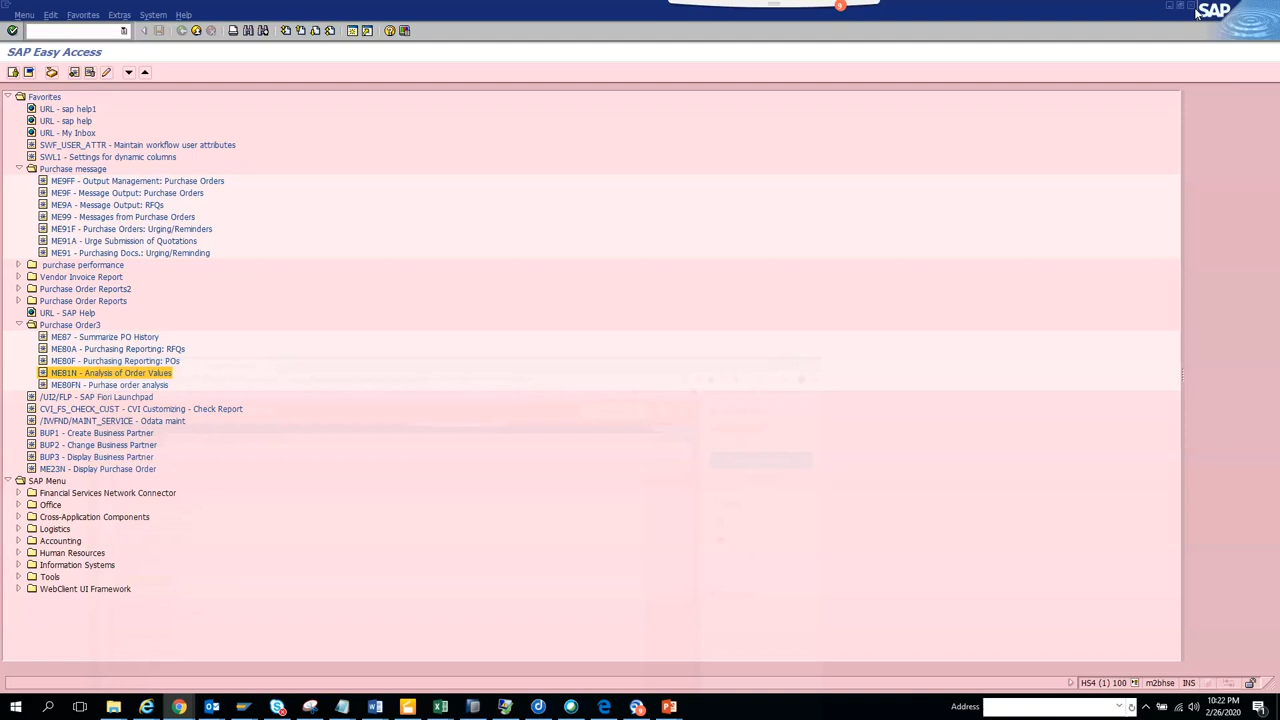 Menu Edit Favorites Extras System Help
SAP
SAP Easy Access
Favorites
URL - sap help1
URL - sap help
URL - My Inbox
SWF_USER_ATTR - Maintain workflow user attributes
SWL1 - Settings for dynamic columns
Purchase message
ME9FF - Output Management: Purchase Orders
ME9F - Message Output: Purchase Orders
ME9A - Message Output: RFQs
ME99 - Messages from Purchase Orders
ME91F - Purchase Orders: Urging/Reminders
ME91A - Urge Submission of Quotations
ME91 - Purchasing Docs.: Urging/Reminding
purchase performance
Vendor Invoice Report
Purchase Order Reports2
Purchase Order Reports
URL - SAP Help
Purchase Order3
ME87 - Summarize PO History
ME80A - Purchasing Reporting: RFQs
ME80F - Purchasing Reporting: POs
ME81N - Analysis of Order Values
ME80FN - Purhase order analysis
/UI2/FLP - SAP Fiori Launchpad
CVI_FS_CHECK_CUST - CVI Customizing - Check Report
/IWFND/MAINT_SERVICE - Odata maint
BUP1 - Create Business Partner
BUP2 - Change Business Partner
BUP3 - Display Business Partner
ME23N - Display Purchase Order
SAP Menu
Financial Services Network Connector
Office
Cross-Application Components
Logistics
Accounting
Human Resources
Information Systems
Tools
WebClient UI Framework
HS4 (1) 100 m2bhse INS
Address
10:22 PM
2/26/2020